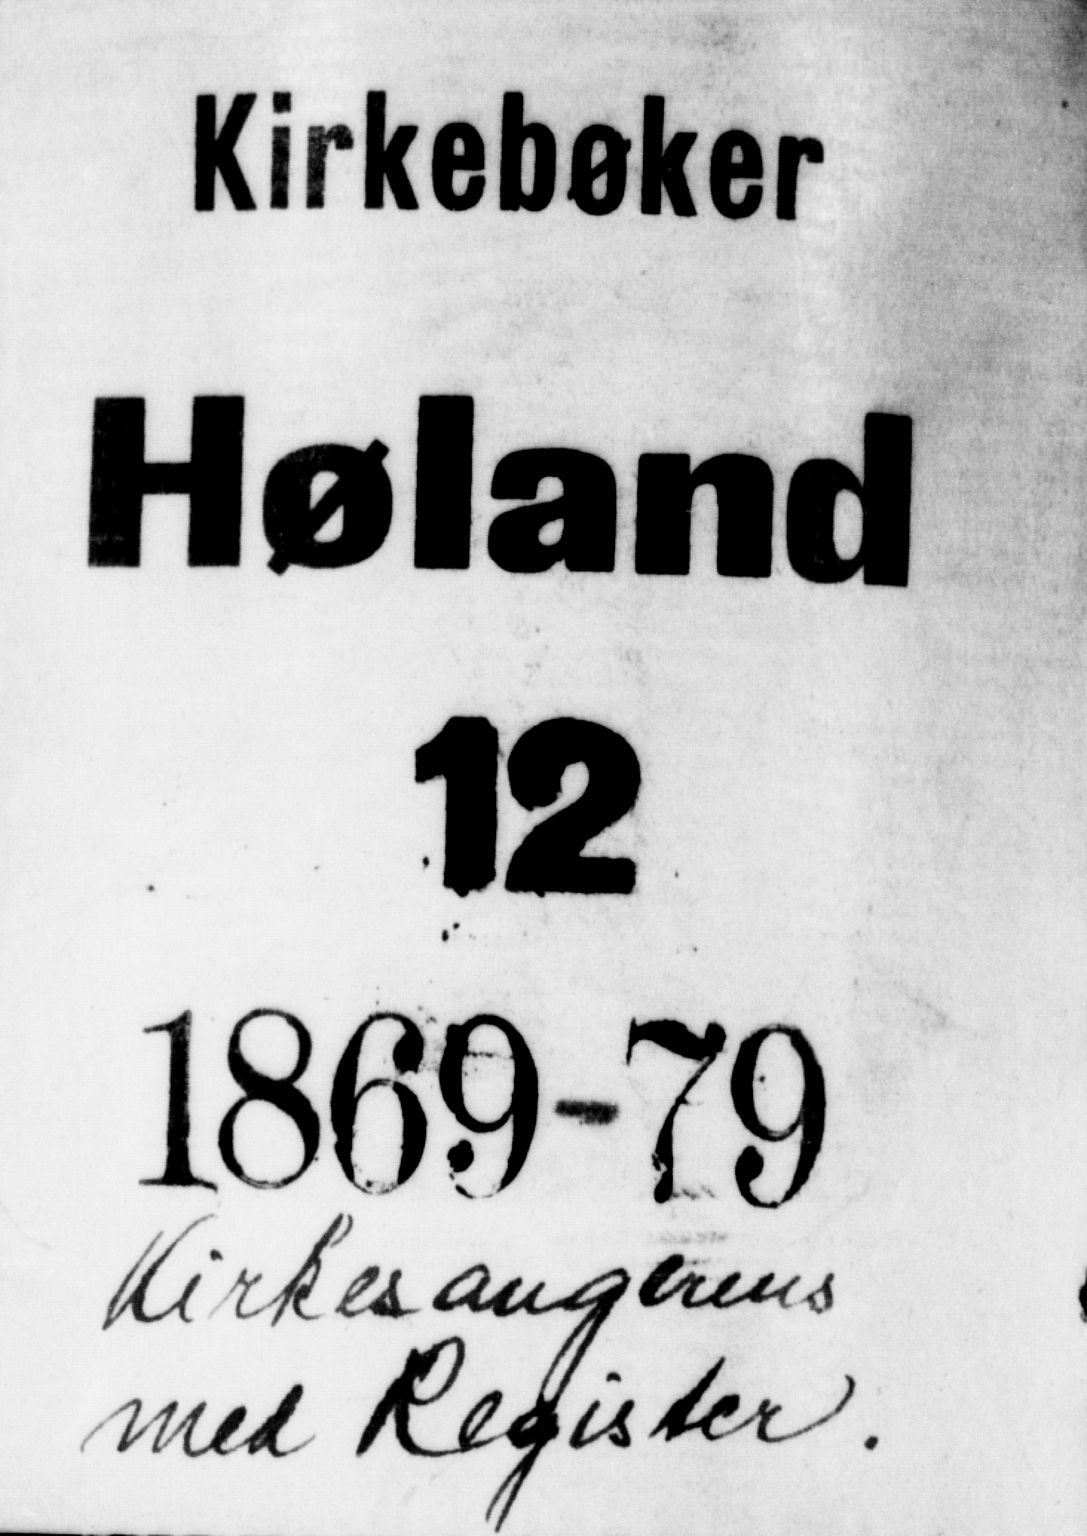 Kirkebøker
Høland
12
1869-79
Kirkesangerens
med Register.